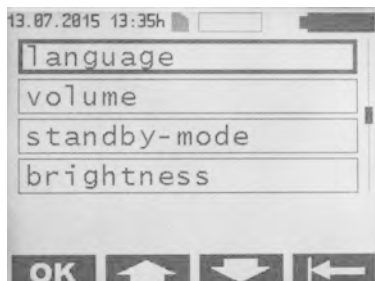 13.07.2015 13:35h
language
volume
standby-mode
brightness
OK